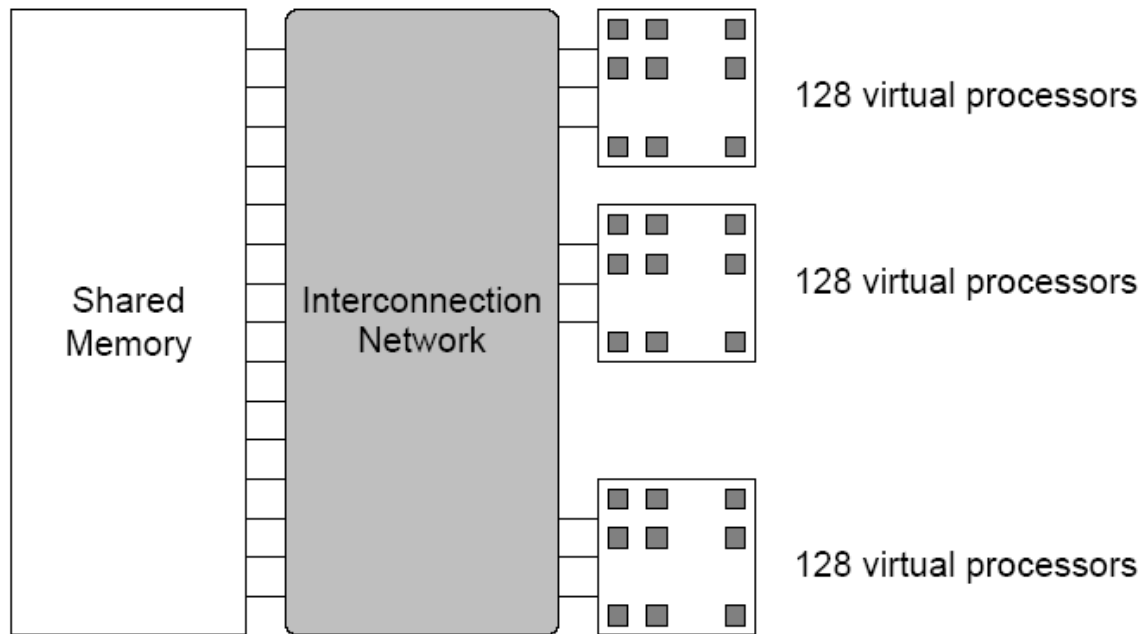 128 virtual processors
128 virtual processors
Shared
Memory
Interconnection
Network
128 virtual processors